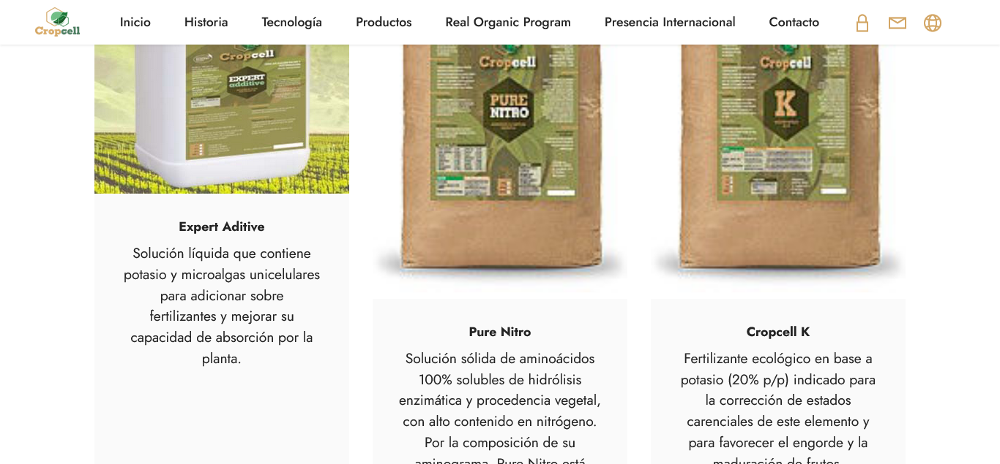 Cropcell
Inicio
Historia
Tecnología
Productos
Real Organic Program
Presencia Internacional
Contacto
Cropcell
EXPERT
additive
Cropcell
PURE
NITRO
Cropcell
K
Expert Aditive
Solución líquida que contiene
potasio y microalgas unicelulares
para adicionar sobre
fertilizantes y mejorar su
capacidad de absorción por la
planta.
Pure Nitro
Solución sólida de aminoácidos
100% solubles de hidrólisis
enzimática y procedencia vegetal,
con alto contenido en nitrógeno.
Por la composición de su
aminograma, Pure Nitro está
Cropcell K
Fertilizante ecológico en base a
potasio (20% p/p) indicado para
la corrección de estados
carenciales de este elemento y
para favorecer el engorde y la
maduración de frutos